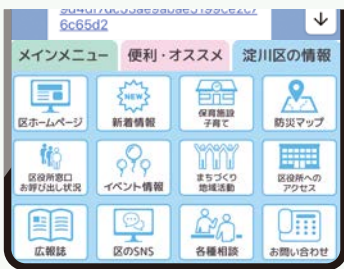 6c65d2
メインメニュー 便利・オススメ 淀川区の情報
NEW
区ホームページ 新着情報 保育施設 子育て 防災マップ
区役所窓口 お呼び出し状況 イベント情報 まちづくり 地域活動 区役所への アクセス
広報誌 区のSNS 各種相談 お問い合わせ